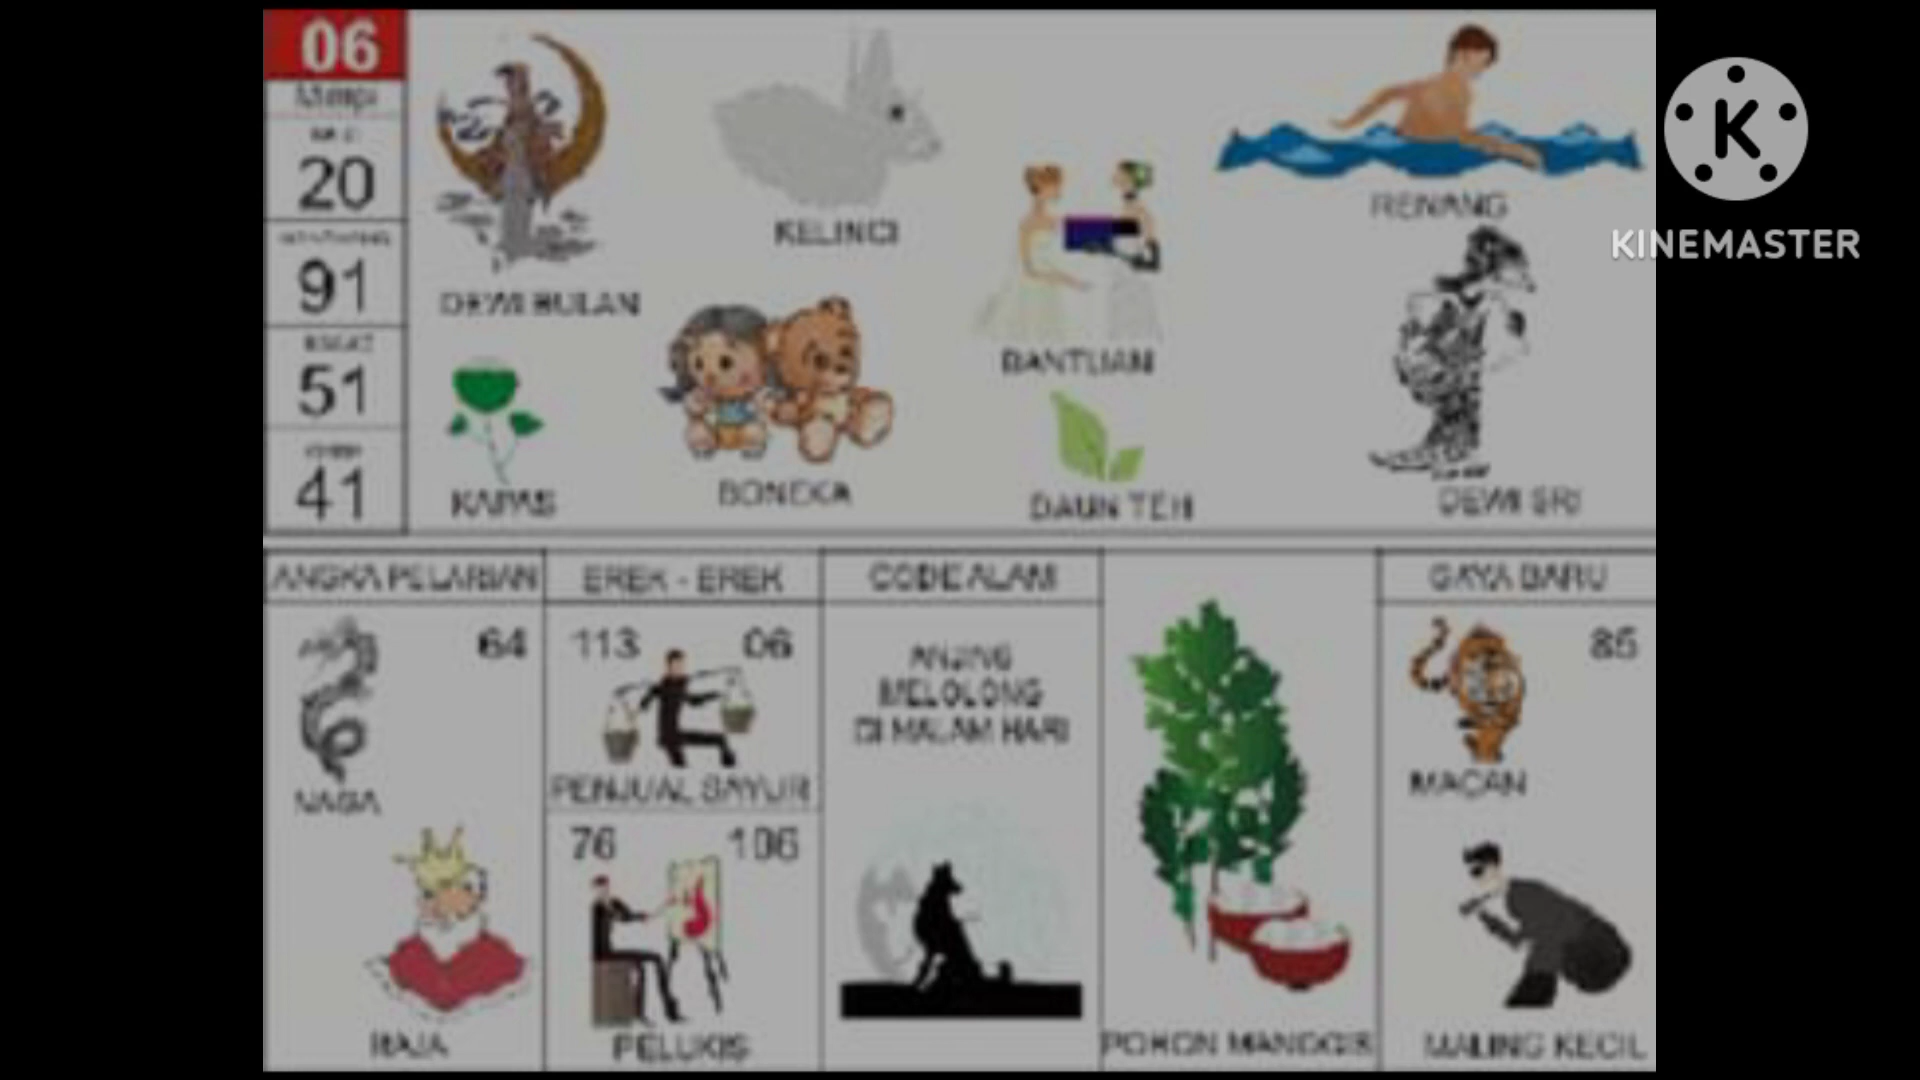 06
Mimpi
20
91
51
41
DEWI BULAN
KELINCI
BANTUAN
RENANG
KAPAS
BONEKA
DAUN TEH
DEWI SRI
KINEMASTER
ANGKA PELARIAN
64
NAGA
RAJA
EREK - EREK
113 06
PENJUAL SAYUR
76 106
PELUKIS
CODE ALAM
ANJING
MELOLONG
DI MALAM HARI
POHON MANGGIS
GAYA BARU
85
MACAN
MALING KECIL